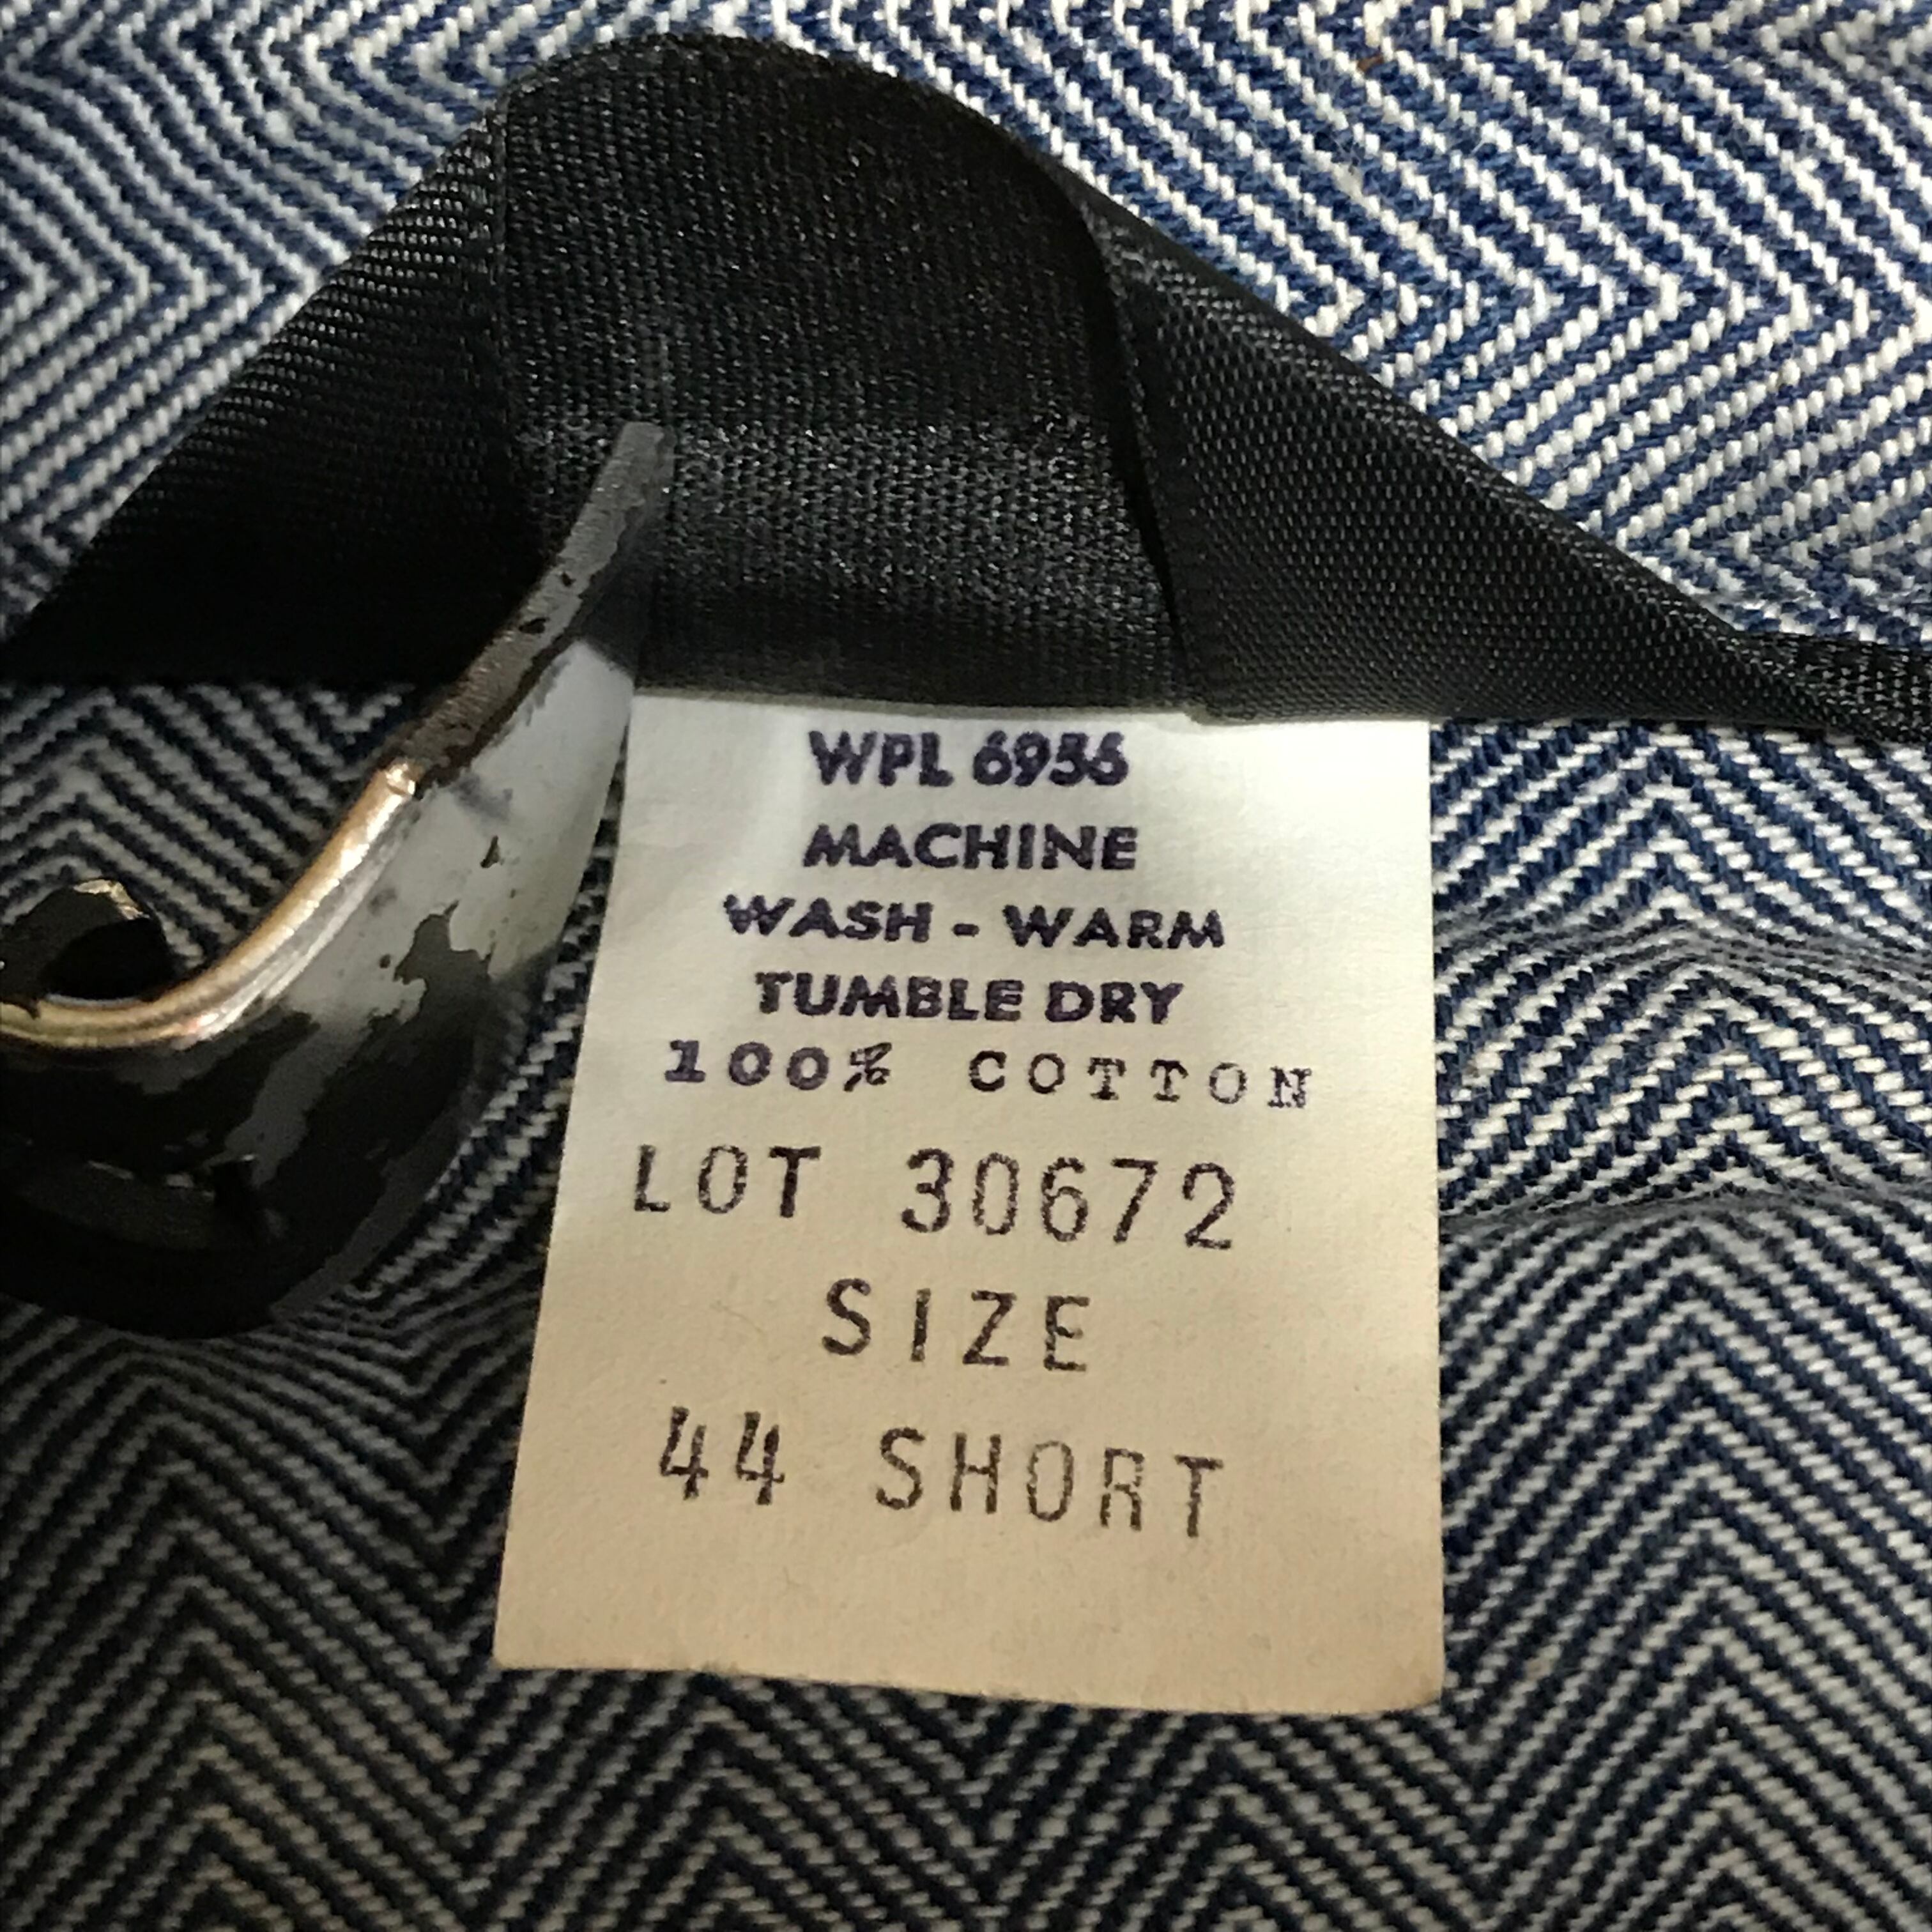 WPL 6956
MACHINE
WASH - WARM
TUMBLE DRY
100% COTTON
LOT 30672
SIZE
44 SHORT